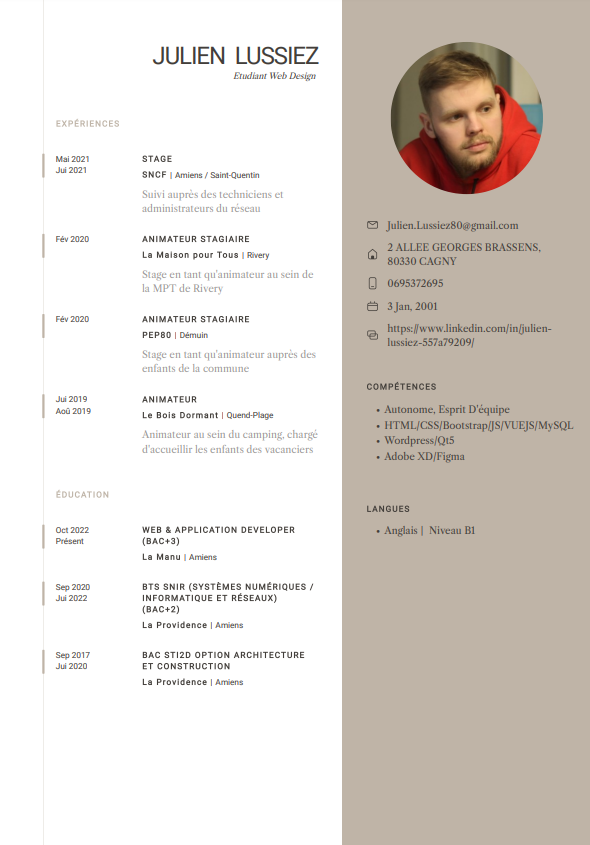 JULIEN LUSSIEZ
Etudiant Web Design
EXPÉRIENCES
Mai 2021
Jui 2021
STAGE
SNCF | Amiens / Saint-Quentin
Suivi auprès des techniciens et
administrateurs du réseau
Fév 2020
ANIMATEUR STAGIAIRE
La Maison pour Tous | Rivery
Stage en tant qu'animateur au sein de
la MPT de Rivery
Fév 2020
ANIMATEUR STAGIAIRE
PEP80 | Démuin
Stage en tant qu'animateur auprès des
enfants de la commune
Jui 2019
Aoû 2019
ANIMATEUR
Le Bois Dormant | Quend-Plage
Animateur au sein du camping, chargé
d'accueillir les enfants des vacanciers
ÉDUCATION
Oct 2022
Présent
WEB & APPLICATION DEVELOPER
(BAC+3)
La Manu | Amiens
Sep 2020
Jui 2022
BTS SNIR (SYSTÈMES NUMÉRIQUES /
INFORMATIQUE ET RÉSEAUX)
(BAC+2)
La Providence | Amiens
Sep 2017
Jui 2020
BAC STI2D OPTION ARCHITECTURE
ET CONSTRUCTION
La Providence | Amiens
Julien.Lussiez80@gmail.com
2 ALLEE GEORGES BRASSENS,
80330 CAGNY
0695372695
3 Jan, 2001
https://www.linkedin.com/in/julien-
lussiez-557a79209/
COMPÉTENCES
• Autonome, Esprit D'équipe
• HTML/CSS/Bootstrap/JS/VUEJS/MySQL
• Wordpress/Qt5
• Adobe XD/Figma
LANGUES
• Anglais | Niveau B1